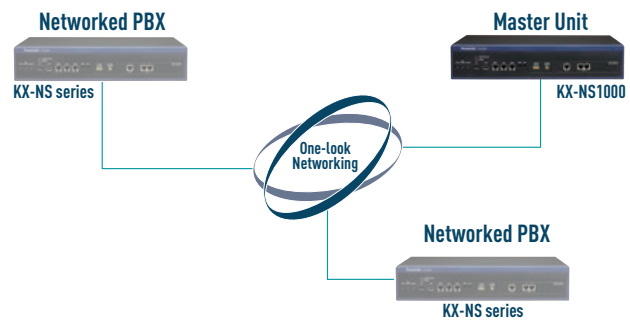 Networked PBX
KX-NS series
Master Unit
KX-NS1000
One-look
Networking
Networked PBX
KX-NS series